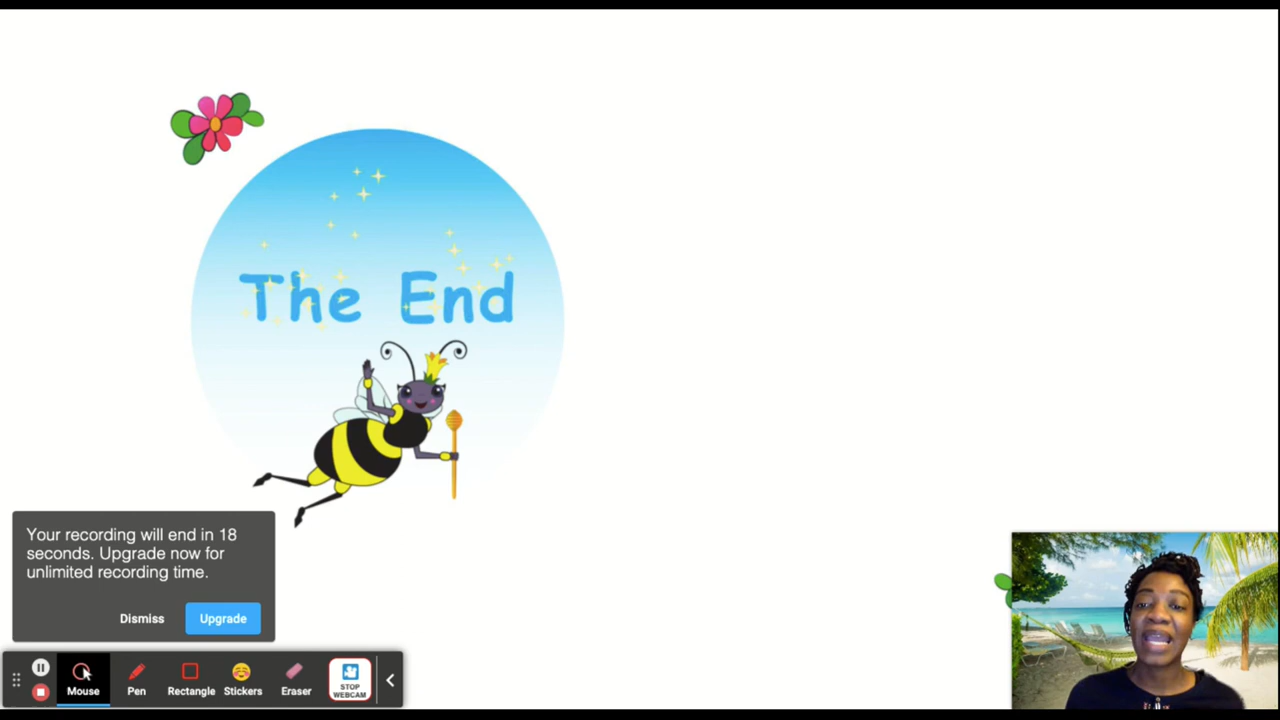 The End
Your recording will end in 18
seconds. Upgrade now for
unlimited recording time.
Dismiss
Upgrade
Mouse
Pen
Rectangle
Stickers
Eraser
STOP
WEBCAM